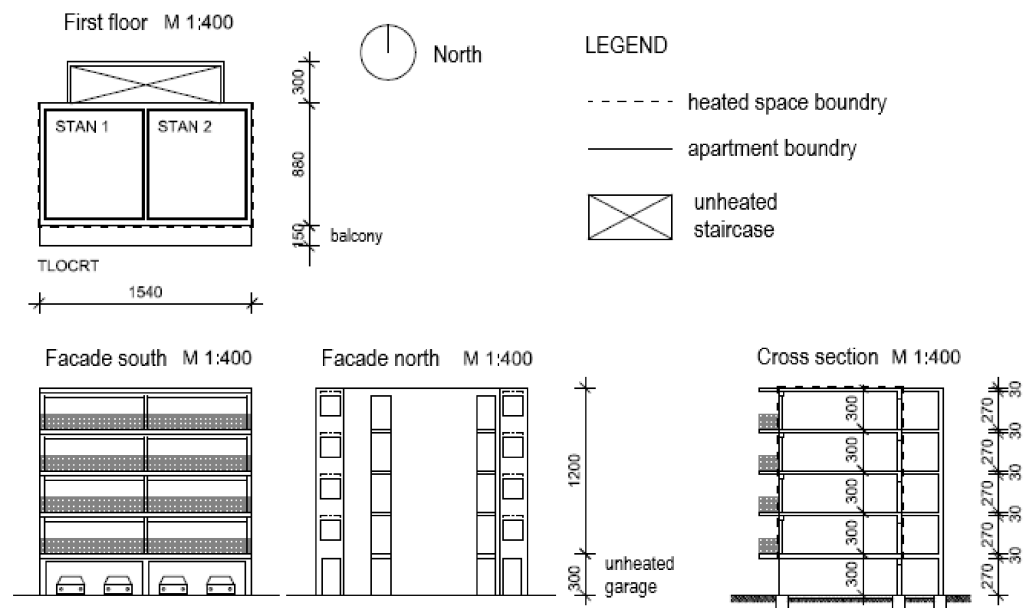 First floor M 1:400
North
300
STAN 1
STAN 2
880
150
balcony
TLOCRT
1540
LEGEND
heated space boundry
apartment boundry
unheated
staircase
Facade south M 1:400
Facade north M 1:400
1200
300
unheated
garage
Cross section M 1:400
300
300
300
300
300
30
270
30
270
30
270
30
270
30
270